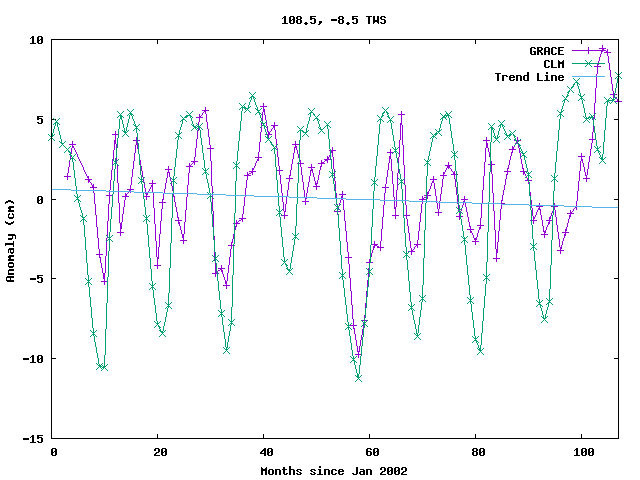 108.5, -8.5 TWS
GRACE
CLM
Trend Line
10
5
0
-5
-10
-15
Anomaly (cm)
0 20 40 60 80 100
Months since Jan 2002